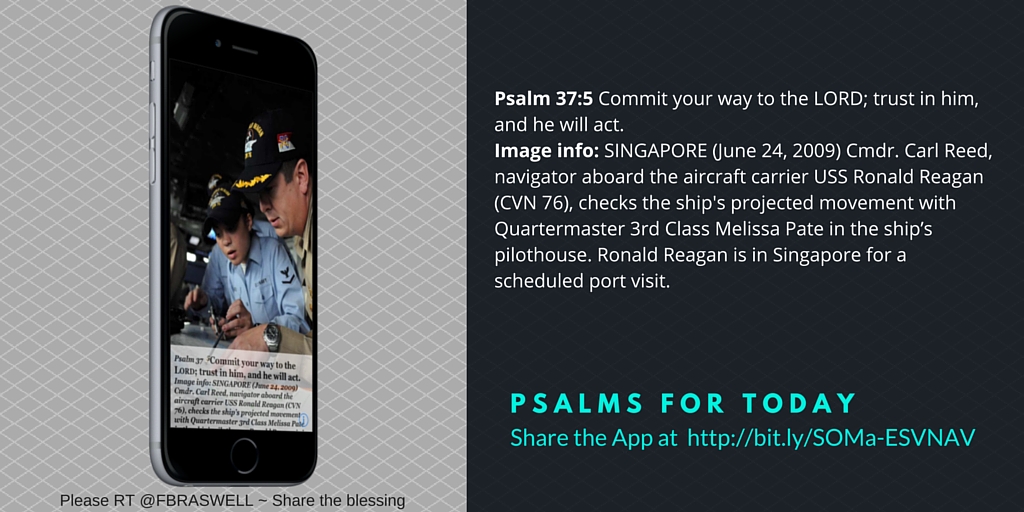 Psalm 37 5Commit your way to the
LORD; trust in him, and he will act.
Image info: SINGAPORE (June 24, 2009)
Cmdr. Carl Reed, navigator aboard the
aircraft carrier USS Ronald Reagan (CVN
76), checks the ship's projected movement
with Quartermaster 3rd Class Melissa Pate
Please RT @FBRASWELL ~ Share the blessing
Psalm 37:5 Commit your way to the LORD; trust in him,
and he will act.
Image info: SINGAPORE (June 24, 2009) Cmdr. Carl Reed,
navigator aboard the aircraft carrier USS Ronald Reagan
(CVN 76), checks the ship's projected movement with
Quartermaster 3rd Class Melissa Pate in the ship’s
pilothouse. Ronald Reagan is in Singapore for a
scheduled port visit.
PSALMS FOR TODAY
Share the App at http://bit.ly/SOMa-ESVNAV